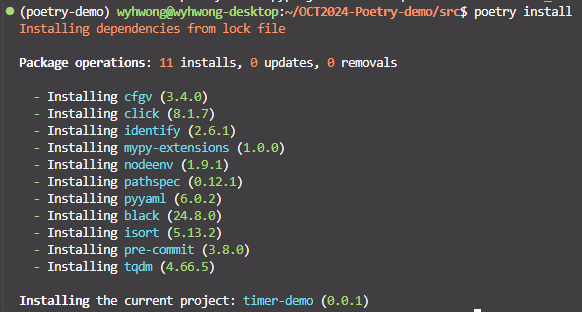 (poetry-demo) wyhwong@wyhwong-desktop:~/OCT2024-Poetry-demo/src$ poetry install
Installing dependencies from lock file
Package operations: 11 installs, 0 updates, 0 removals
- Installing cfgv (3.4.0)
- Installing click (8.1.7)
- Installing identify (2.6.1)
- Installing mypy-extensions (1.0.0)
- Installing nodeenv (1.9.1)
- Installing pathspec (0.12.1)
- Installing pyyaml (6.0.2)
- Installing black (24.8.0)
- Installing isort (5.13.2)
- Installing pre-commit (3.8.0)
- Installing tqdm (4.66.5)
Installing the current project: timer-demo (0.0.1)